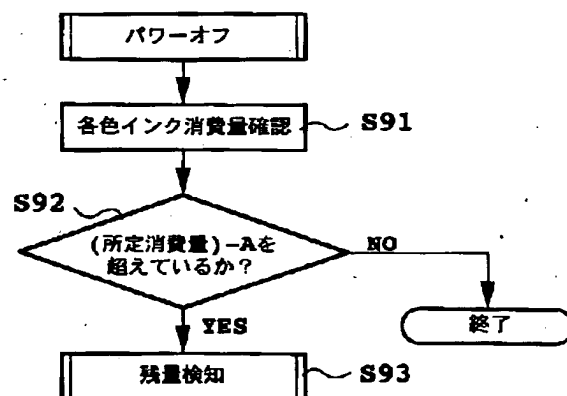 パワーオフ
各色インク消費量確認
S91
S92
(所定消費量)-Aを
超えているか?
NO
YES
終了
残量検知
S93